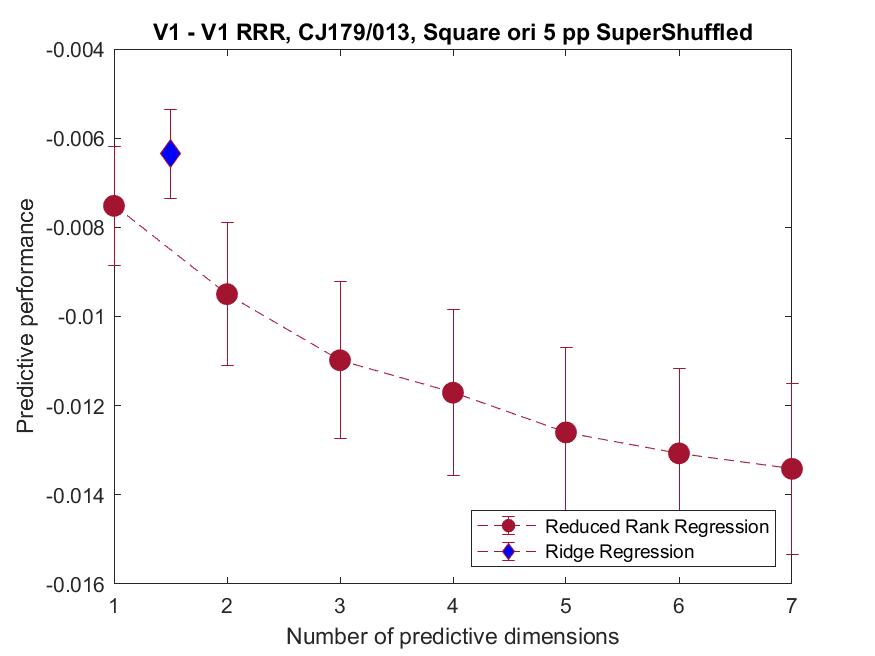 V1 - V1 RRR, CJ179/013, Square ori 5 pp SuperShuffled
-0.004
-0.006
-0.008
-0.01
-0.012
-0.014
-0.016
Predictive performance
1 2 3 4 5 6 7
Number of predictive dimensions
Reduced Rank Regression
Ridge Regression